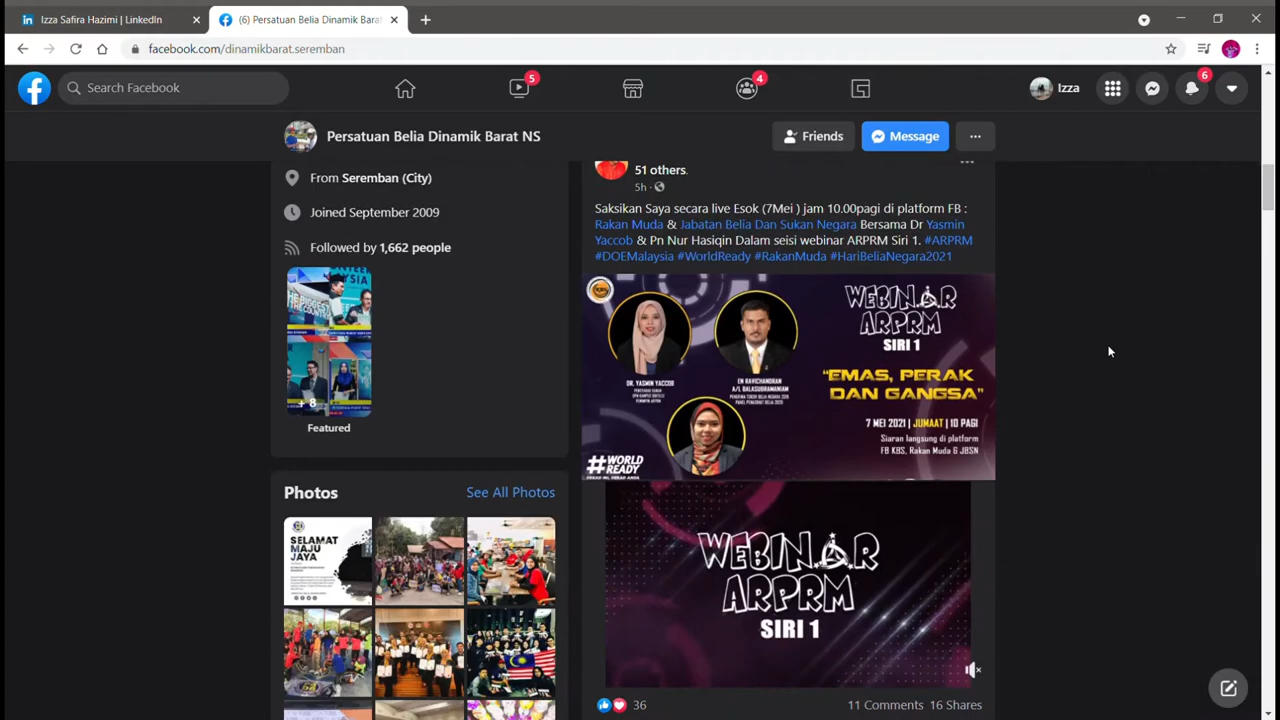 Izza Safira Hazimi | LinkedIn
(6) Persatuan Belia Dinamik Bara
facebook.com/dinamikbarat.seremban
Search Facebook
5
4
Izza
6
Persatuan Belia Dinamik Barat NS
Friends
Message
From Seremban (City)
Joined September 2009
Followed by 1,662 people
+ 8
Featured
Photos
See All Photos
SELAMAT
MAJU
JAYA
51 others.
5h
Saksikan Saya secara live Esok (7Mei ) jam 10.00pagi di platform FB :
Rakan Muda & Jabatan Belia Dan Sukan Negara Bersama Dr Yasmin
Yaccob & Pn Nur Hasiqin Dalam seisi webinar ARPRM Siri 1. #ARPRM
#DOEMalaysia #WorldReady #RakanMuda #HariBeliaNegara2021
WEBINAR
ARPRM
SIRI 1
"EMAS, PERAK
DAN GANGSA"
7 MEI 2021 | JUMAAT | 10 PAGI
Siaran langsung di platform
FB KBS, Rakan Muda & JBSN
DR. YASMIN YACCOB
EN RAVICHANDRAN
A/L BALASUBRAMANIAM
#WORLD
READY
WEBINAR
ARPRM
SIRI 1
36
11 Comments
16 Shares